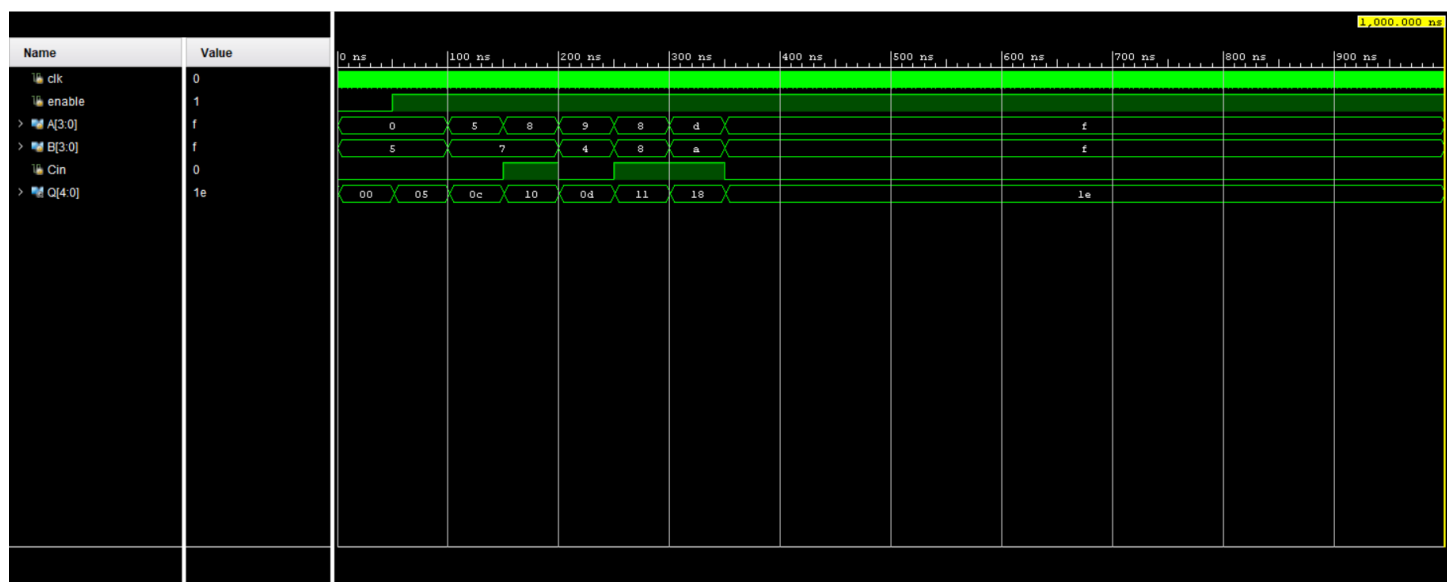 1,000.000 ns
Name Value
0 ns 100 ns 200 ns 300 ns 400 ns 500 ns 600 ns 700 ns 800 ns 900 ns
clk 0
enable 1
A[3:0] f 0 5 8 9 8 d f
B[3:0] f 5 7 4 8 a f
Cin 0
Q[4:0] 1e 00 05 0c 10 0d 11 18 1e